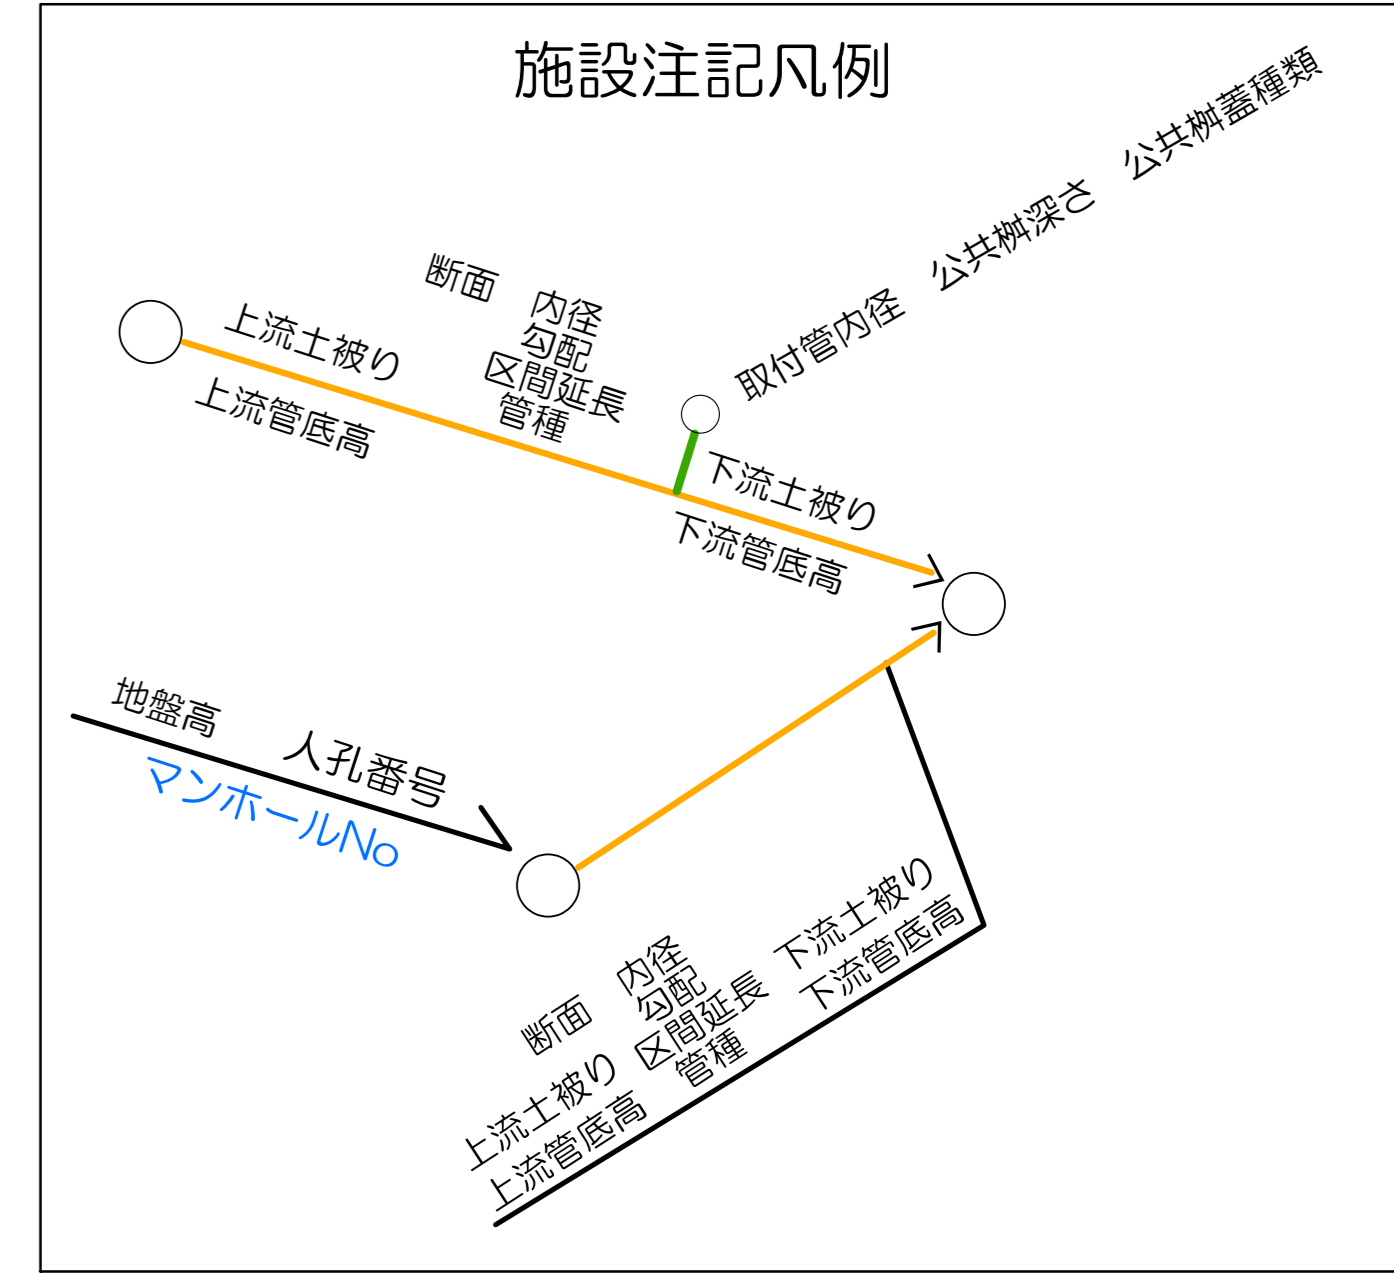 施設注記凡例
取付管内径　公共桝深さ　公共桝蓋種類
断面　内径
勾配
区間延長
管種
上流土被り
上流管底高
下流土被り
下流管底高
地盤高　人孔番号
マンホールNo
断面　内径
勾配
上流土被り　区間延長　下流土被り
上流管底高　管種　下流管底高